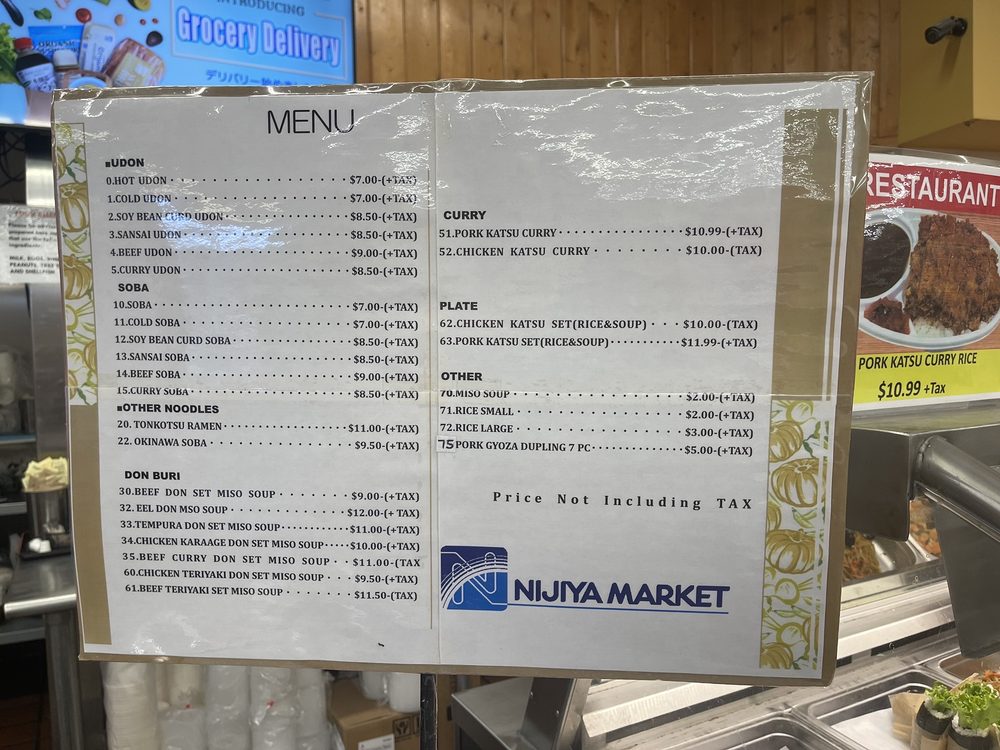 INTRODUCING
Grocery Delivery
MENU
■UDON
0.HOT UDON $7.00-(+TAX)
1.COLD UDON $7.00-(+TAX)
2.SOY BEAN CURD UDON $8.50-(+TAX)
3.SANSAI UDON $8.50-(+TAX)
4.BEEF UDON $9.00-(+TAX)
5.CURRY UDON $8.50-(+TAX)
SOBA
10.SOBA $7.00-(+TAX)
11.COLD SOBA $7.00-(+TAX)
12.SOY BEAN CURD SOBA $8.50-(+TAX)
13.SANSAI SOBA $8.50-(+TAX)
14.BEEF SOBA $9.00-(+TAX)
15.CURRY SOBA $8.50-(+TAX)
■OTHER NOODLES
20. TONKOTSU RAMEN $11.00-(+TAX)
22. OKINAWA SOBA $9.50-(+TAX)
DON BURI
30.BEEF DON SET MISO SOUP $9.00-(+TAX)
32. EEL DON MSO SOUP $12.00-(+ TAX)
33.TEMPURA DON SET MISO SOUP $11.00-(+TAX)
34.CHICKEN KARAAGE DON SET MISO SOUP $10.00-(+TAX)
35.BEEF CURRY DON SET MISO SOUP $11.00-(TAX
60.CHICKEN TERIYAKI DON SET MISO SOUP $9.50-(+TAX)
61.BEEF TERIYAKI SET MISO SOUP $11.50-(TAX)
CURRY
51.PORK KATSU CURRY $10.99-(+TAX)
52.CHICKEN KATSU CURRY $10.00-(TAX)
PLATE
62.CHICKEN KATSU SET(RICE&SOUP) $10.00-(TAX)
63.PORK KATSU SET(RICE&SOUP) $11.99-(+TAX)
OTHER
70.MISO SOUP $2.00-(+TAX)
71.RICE SMALL $2.00-(+TAX)
72.RICE LARGE $3.00-(+TAX)
75 PORK GYOZA DUPLING 7 PC $5.00-(+TAX)
Price Not Including TAX
NIJIYA MARKET
RESTAURANT
PORK KATSU CURRY RICE
$10.99 +Tax